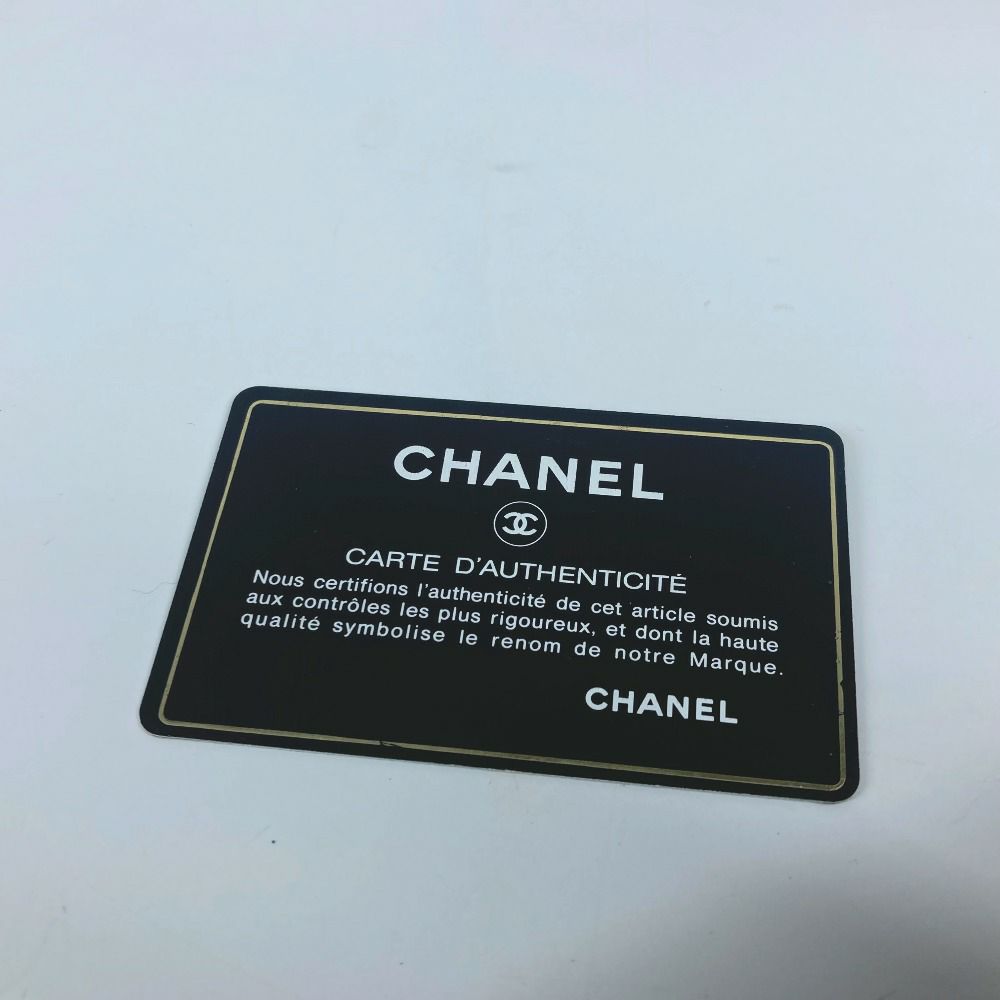 CHANEL
CARTE D'AUTHENTICITÉ
Nous certifions l'authenticité de cet article soumis
aux contrôles les plus rigoureux, et dont la haute
qualité symbolise le renom de notre Marque.
CHANEL